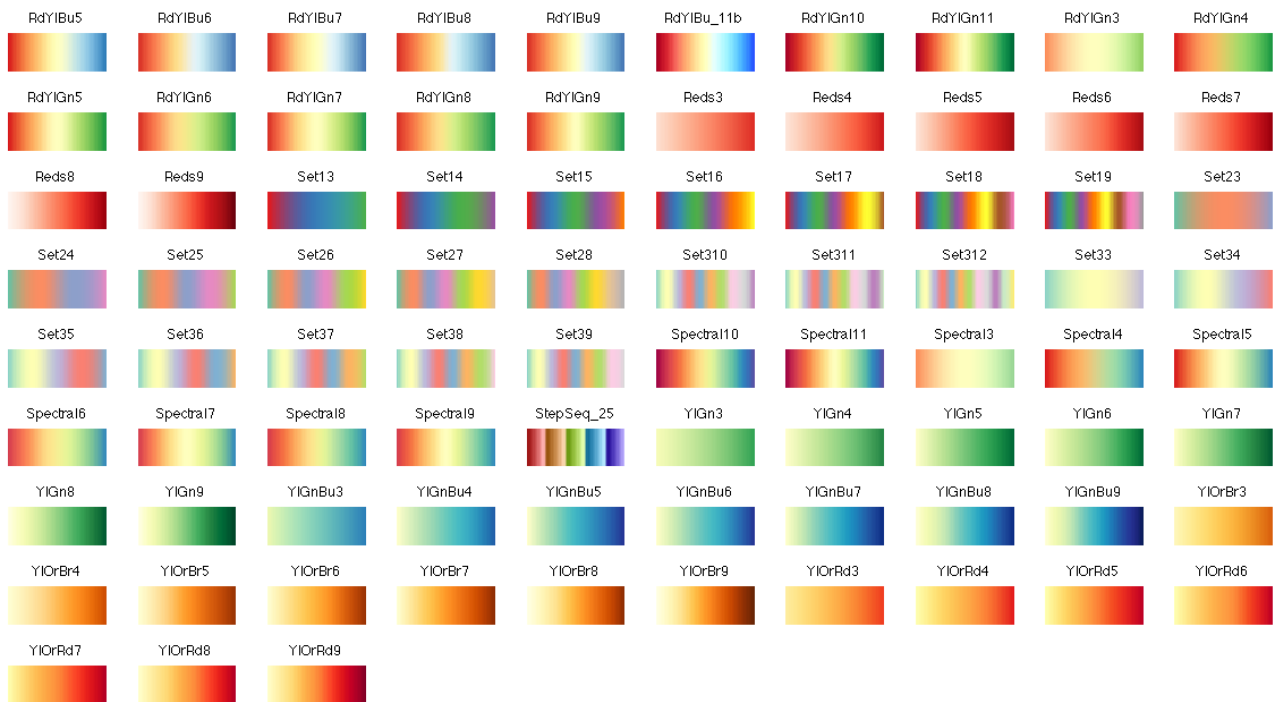 RdYlBu5 RdYlBu6 RdYlBu7 RdYlBu8 RdYlBu9 RdYlBu_11b RdYlGn10 RdYlGn11 RdYlGn3 RdYlGn4
RdYlGn5 RdYlGn6 RdYlGn7 RdYlGn8 RdYlGn9 Reds3 Reds4 Reds5 Reds6 Reds7
Reds8 Reds9 Set13 Set14 Set15 Set16 Set17 Set18 Set19 Set23
Set24 Set25 Set26 Set27 Set28 Set310 Set311 Set312 Set33 Set34
Set35 Set36 Set37 Set38 Set39 Spectral10 Spectral11 Spectral3 Spectral4 Spectral5
Spectral6 Spectral7 Spectral8 Spectral9 StepSeq_25 YlGn3 YlGn4 YlGn5 YlGn6 YlGn7
YlGn8 YlGn9 YlGnBu3 YlGnBu4 YlGnBu5 YlGnBu6 YlGnBu7 YlGnBu8 YlGnBu9 YlOrBr3
YlOrBr4 YlOrBr5 YlOrBr6 YlOrBr7 YlOrBr8 YlOrBr9 YlOrRd3 YlOrRd4 YlOrRd5 YlOrRd6
YlOrRd7 YlOrRd8 YlOrRd9